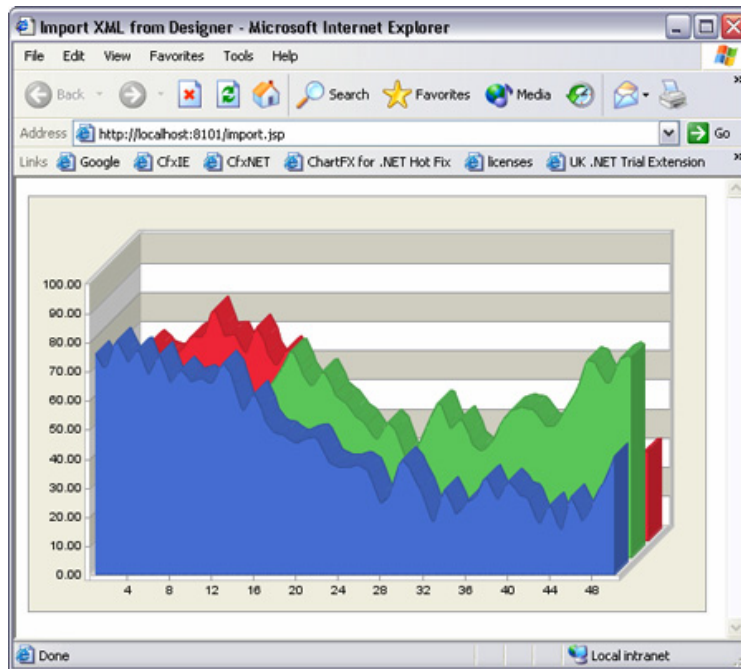 Import XML from Designer - Microsoft Internet Explorer
File Edit View Favorites Tools Help
Back Search Favorites Media
Address http://localhost:8101/import.jsp Go
Links Google CfxIE CfxNET ChartFX for .NET Hot Fix licenses UK .NET Trial Extension
100.00
90.00
80.00
70.00
60.00
50.00
40.00
30.00
20.00
10.00
0.00
4 8 12 16 20 24 28 32 36 40 44 48
Done Local intranet